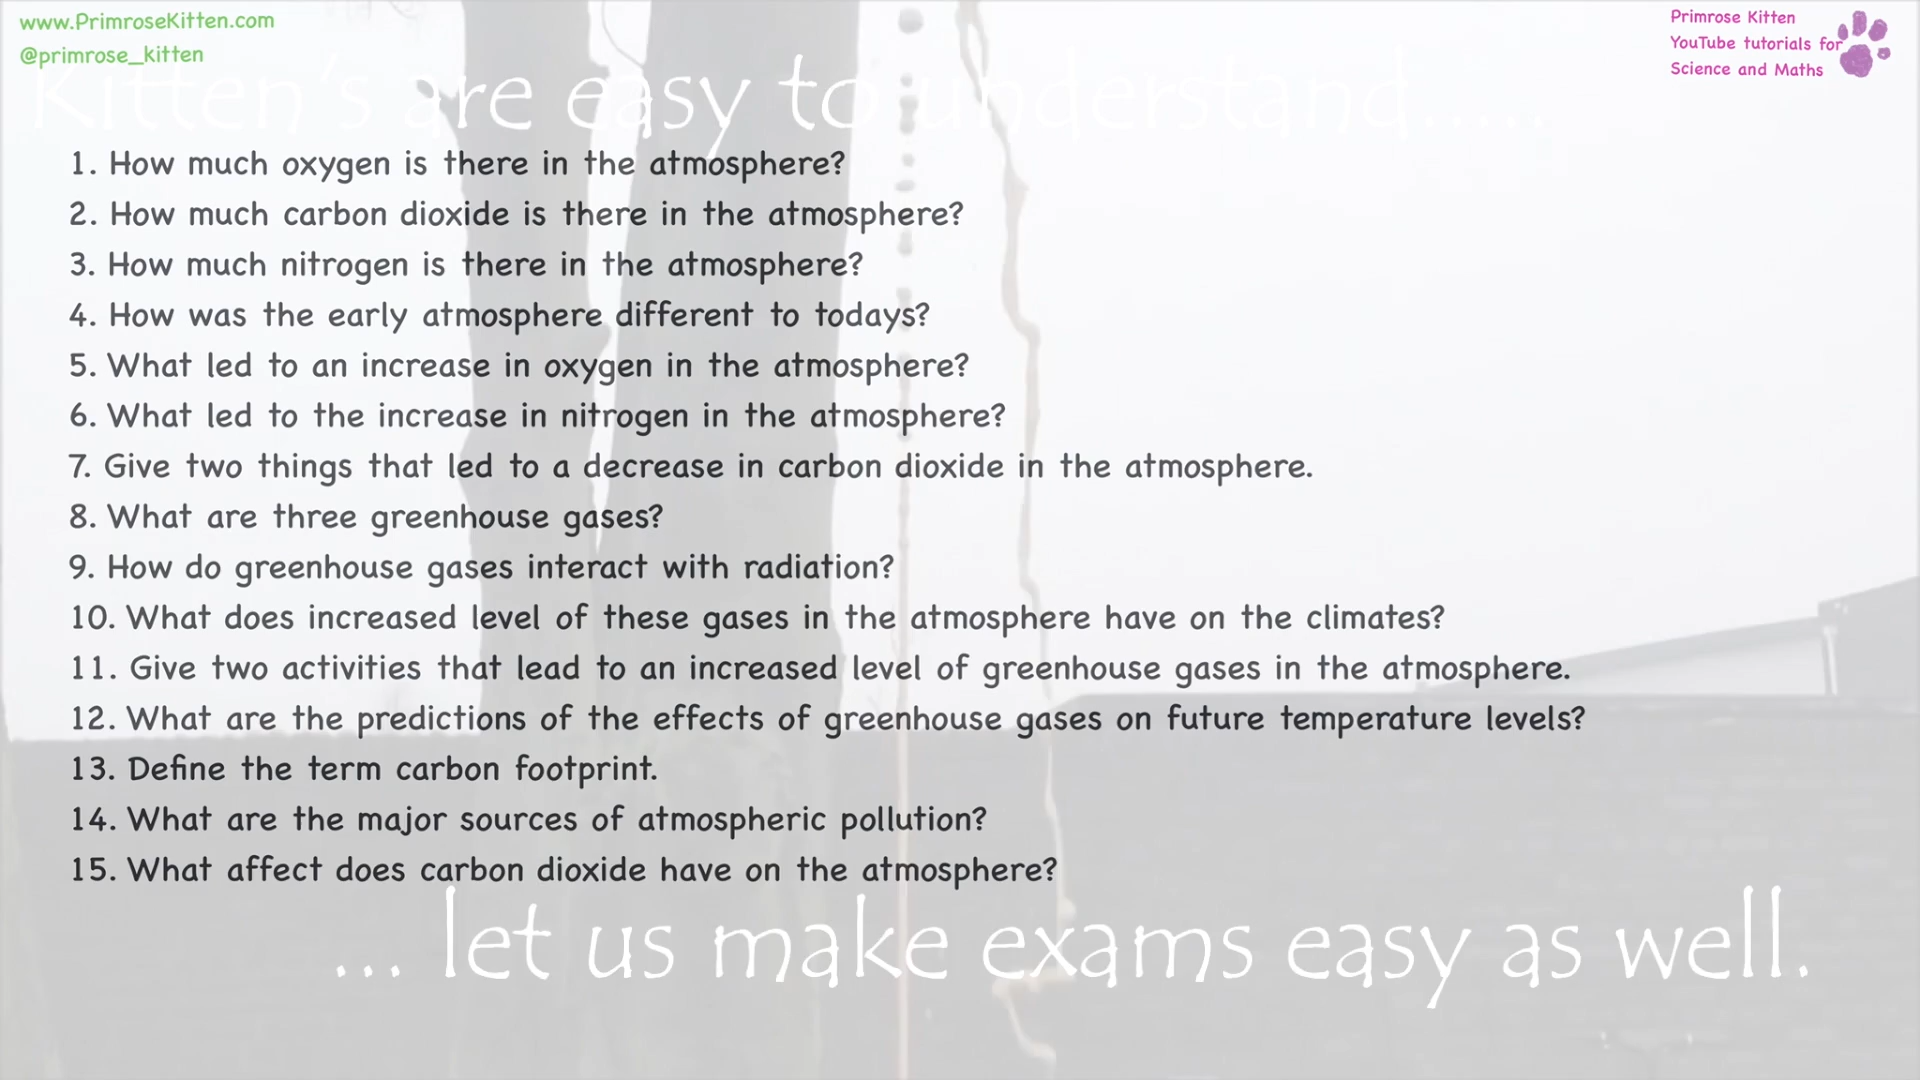 www.PrimroseKitten.com
@primrose_kitten
Primrose Kitten
YouTube tutorials for
Science and Maths
Kitten's are easy to understand.....
1. How much oxygen is there in the atmosphere?
2. How much carbon dioxide is there in the atmosphere?
3. How much nitrogen is there in the atmosphere?
4. How was the early atmosphere different to todays?
5. What led to an increase in oxygen in the atmosphere?
6. What led to the increase in nitrogen in the atmosphere?
7. Give two things that led to a decrease in carbon dioxide in the atmosphere.
8. What are three greenhouse gases?
9. How do greenhouse gases interact with radiation?
10. What does increased level of these gases in the atmosphere have on the climates?
11. Give two activities that lead to an increased level of greenhouse gases in the atmosphere.
12. What are the predictions of the effects of greenhouse gases on future temperature levels?
13. Define the term carbon footprint.
14. What are the major sources of atmospheric pollution?
15. What affect does carbon dioxide have on the atmosphere?
... let us make exams easy as well.